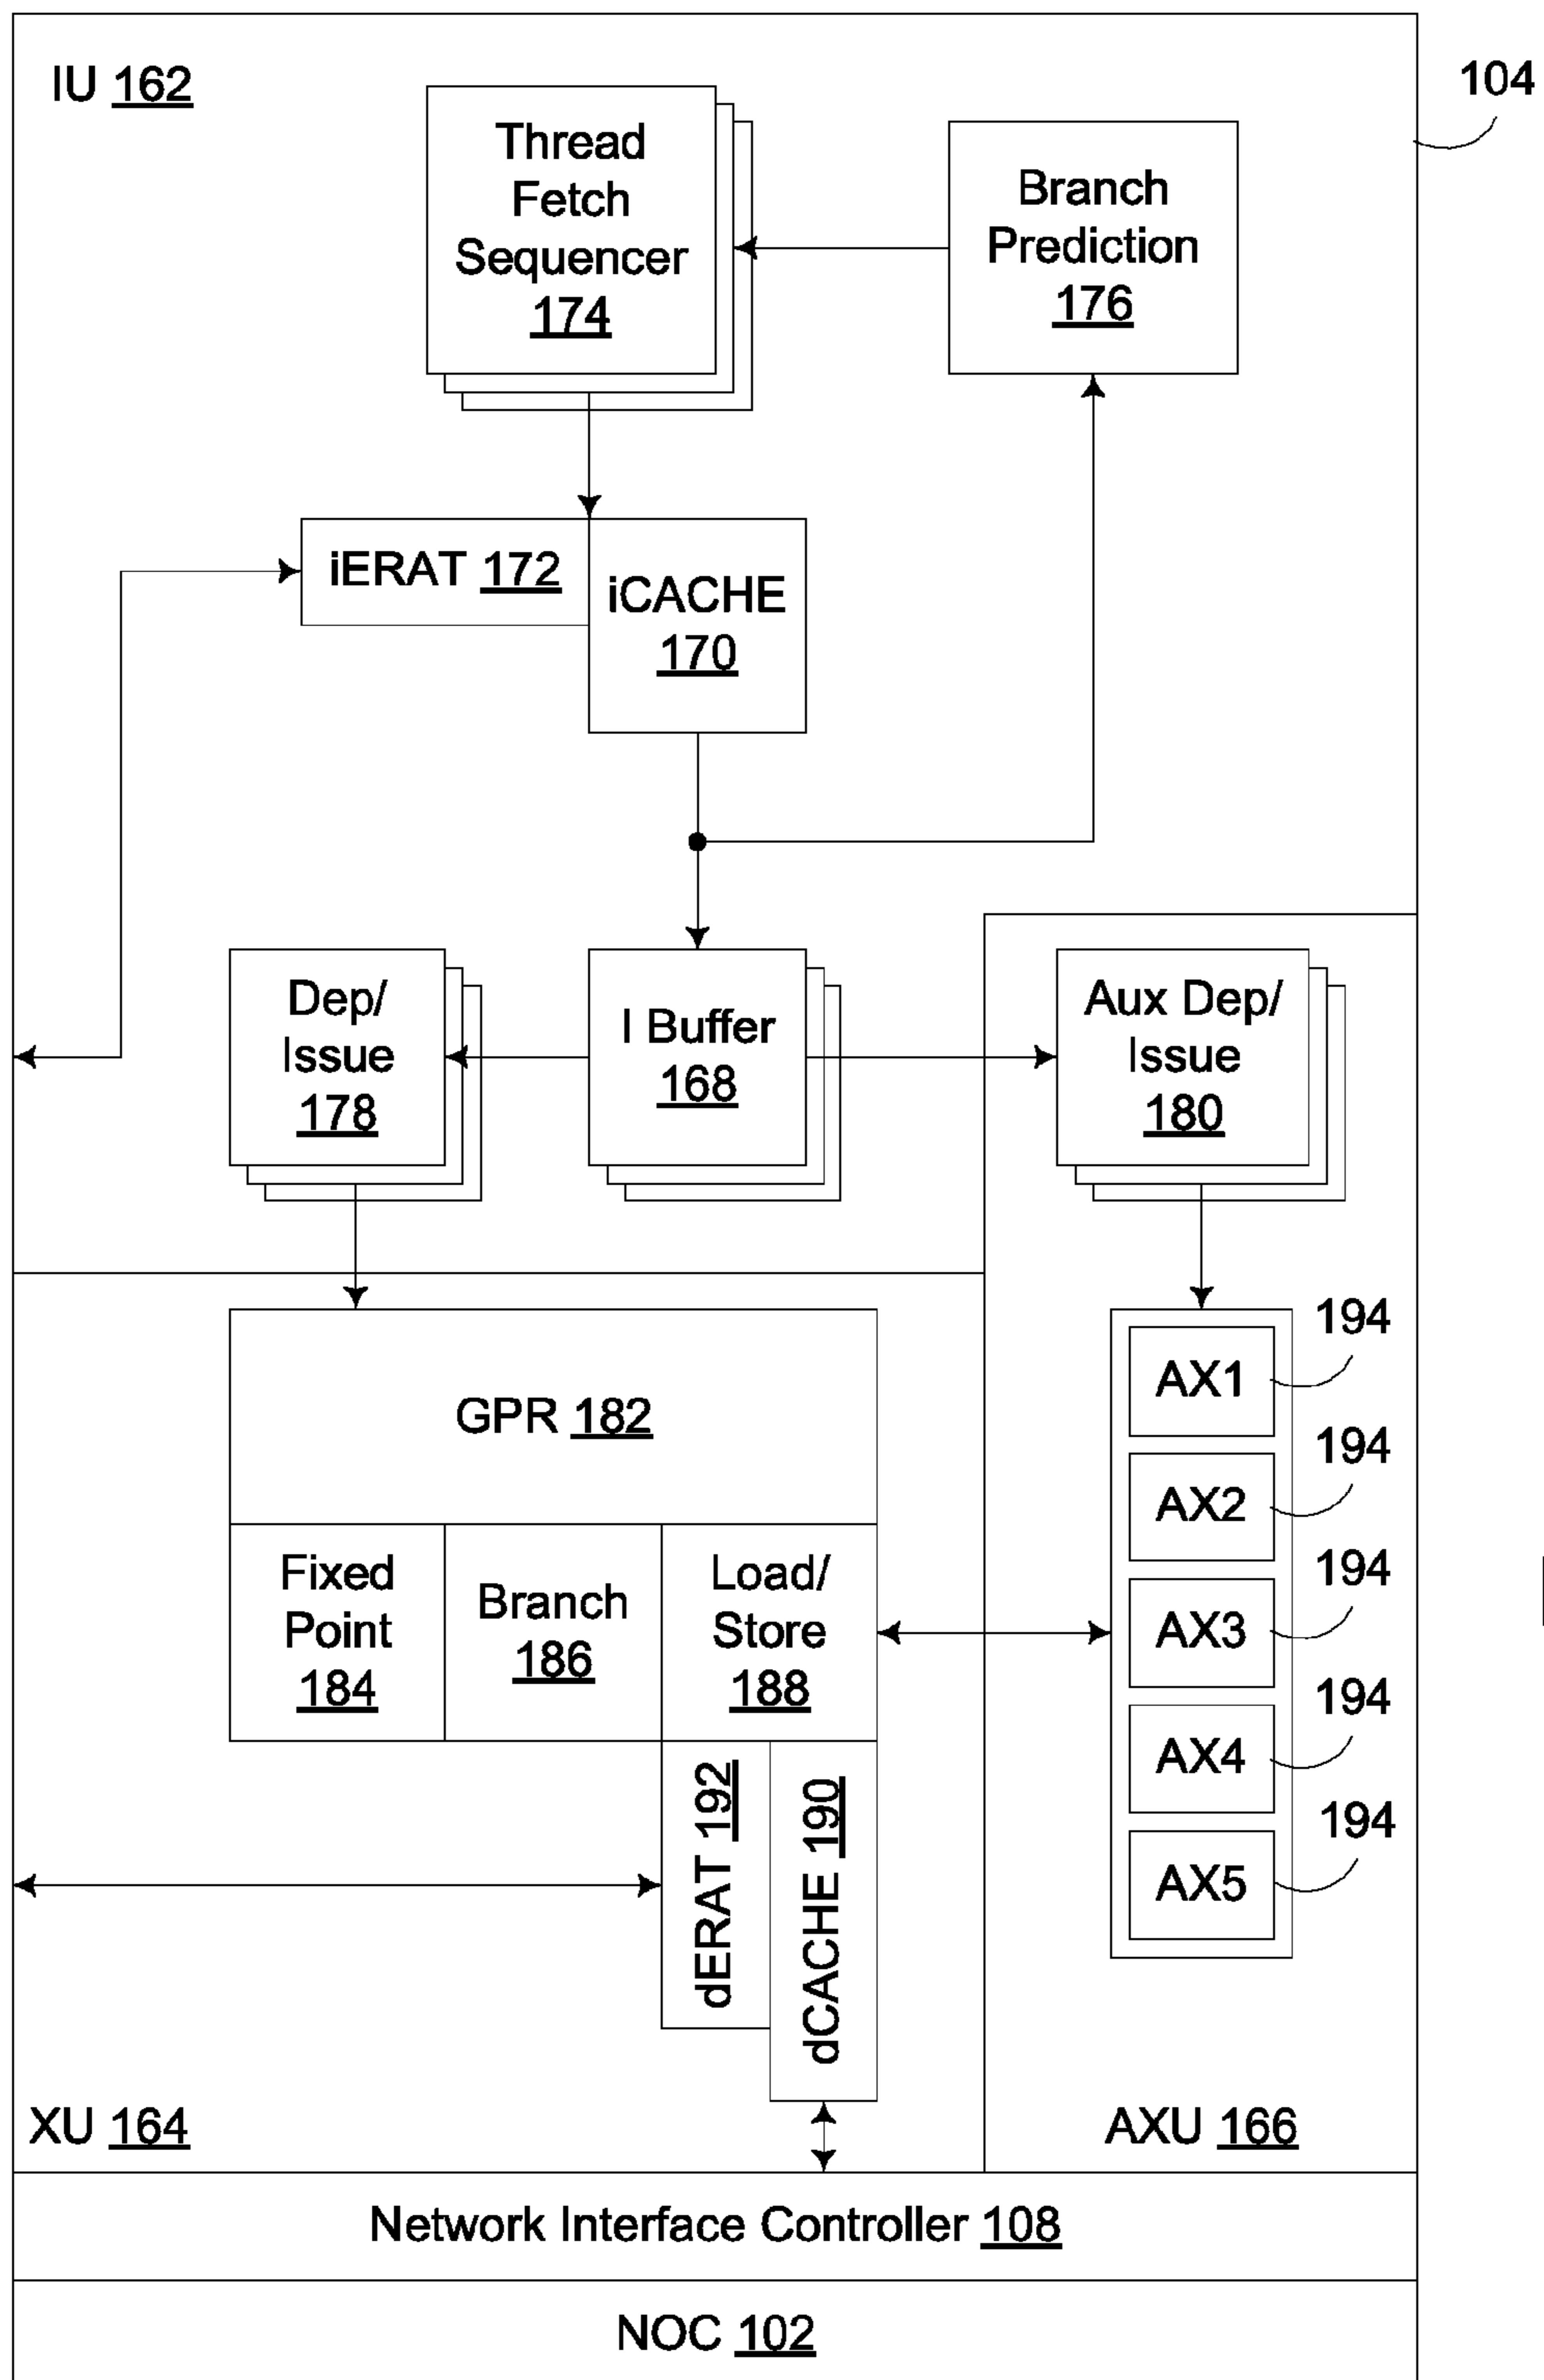 IU 162
104
Thread
Fetch
Sequencer
174
Branch
Prediction
176
iERAT 172
iCACHE
170
Dep/
Issue
178
I Buffer
168
Aux Dep/
Issue
180
GPR 182
Fixed
Point
184
Branch
186
Load/
Store
188
dERAT 192
dCACHE 190
194
AX1
194
AX2
194
AX3
194
AX4
194
AX5
XU 164
AXU 166
Network Interface Controller 108
NOC 102